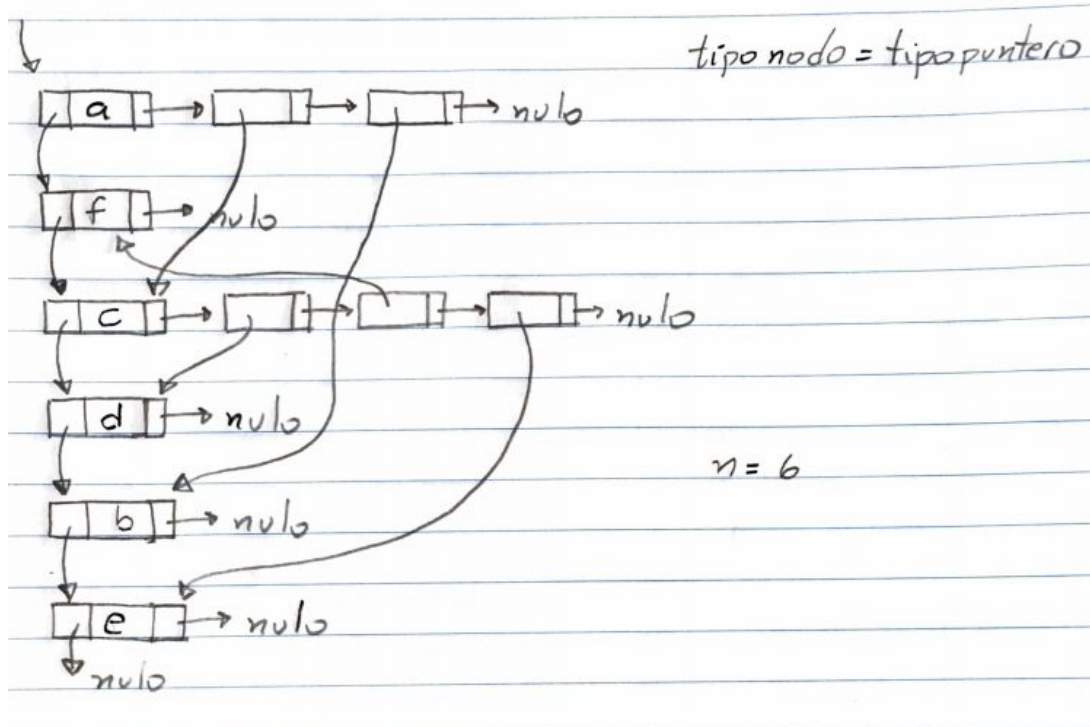 tipo nodo = tipo puntero
a nulo
f nulo
c nulo
d nulo
n = 6
b nulo
e nulo
nulo